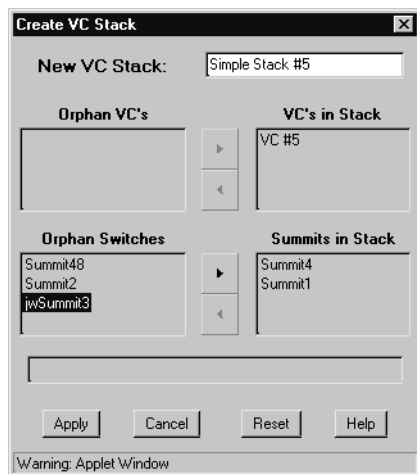 Create VC Stack
New VC Stack: Simple Stack #5
Orphan VC's VC's in Stack
VC #5
Orphan Switches Summits in Stack
Summit48 Summit4
Summit2 Summit1
jwSummit3
Apply Cancel Reset Help
Warning: Applet Window